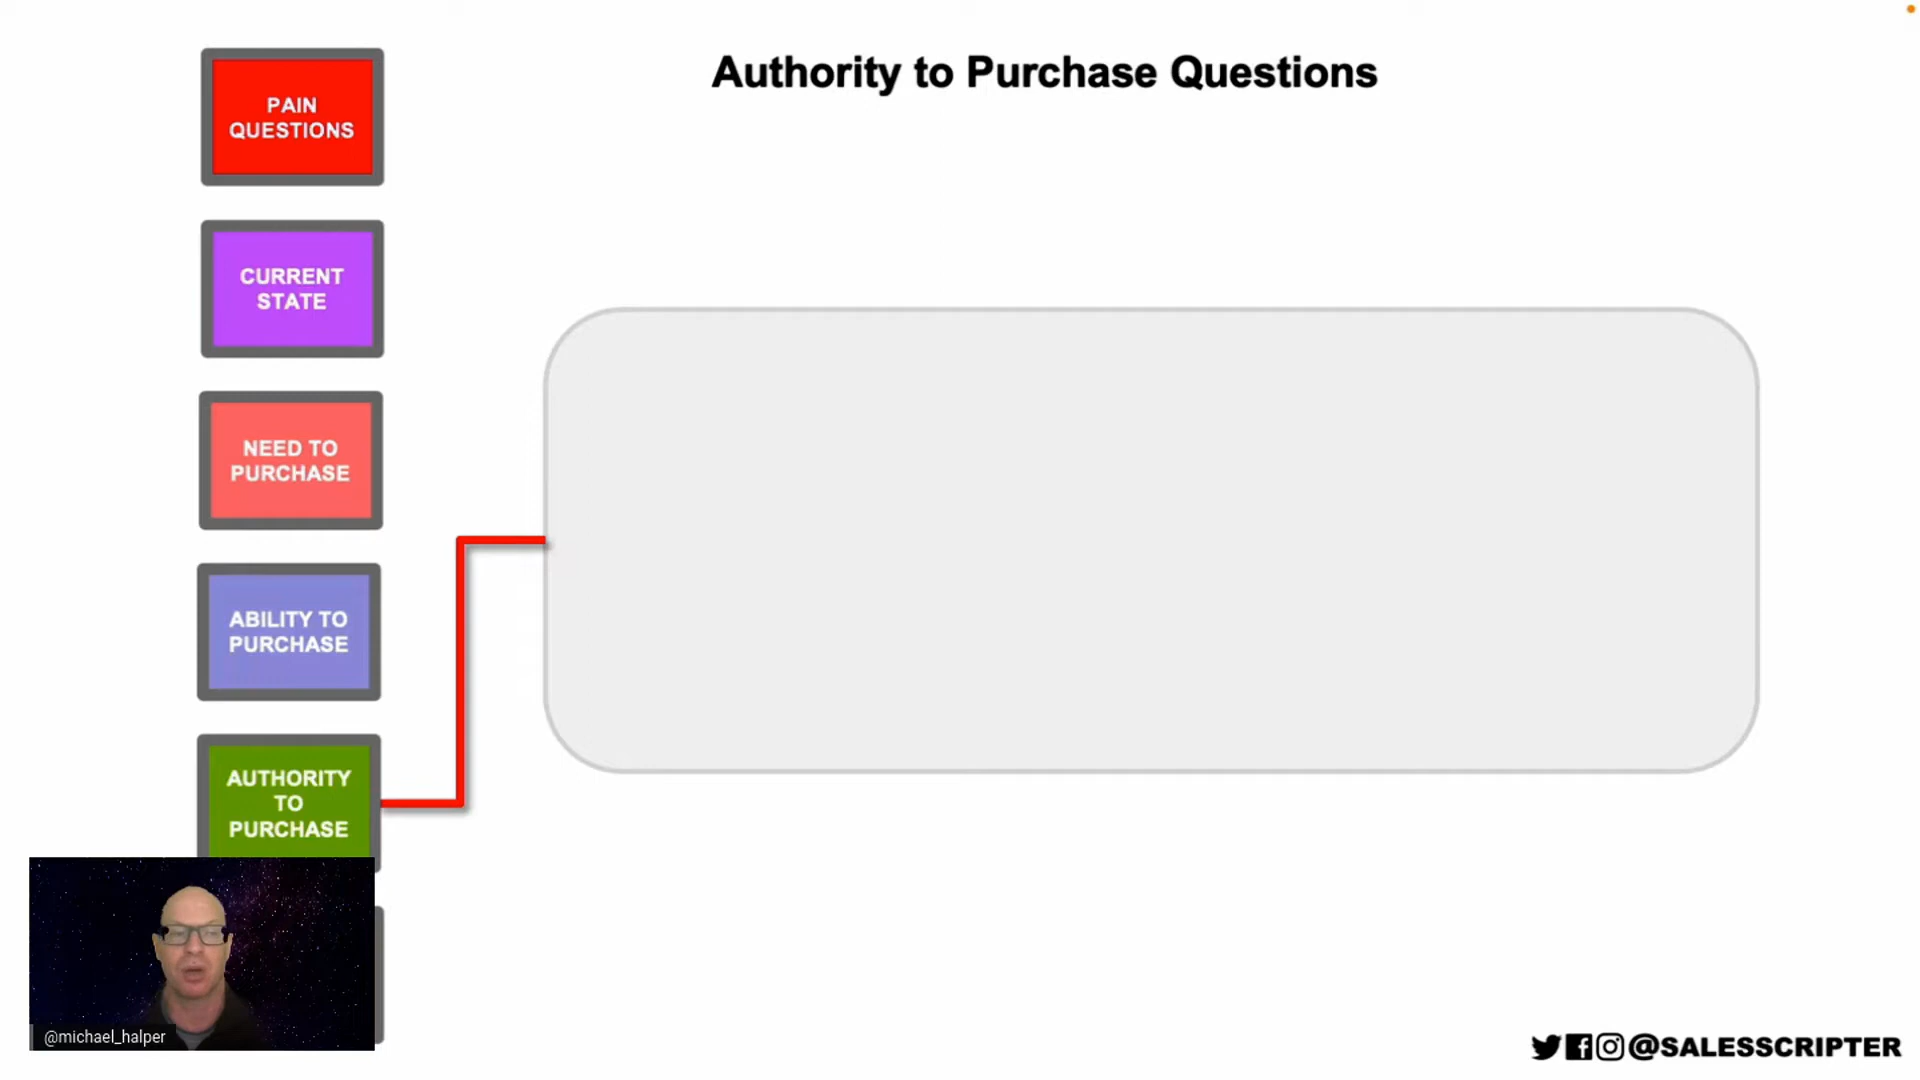 Authority to Purchase Questions
PAIN
QUESTIONS
CURRENT
STATE
NEED TO
PURCHASE
ABILITY TO
PURCHASE
AUTHORITY
TO
PURCHASE
@michael_halper
@SALESSCRIPTER